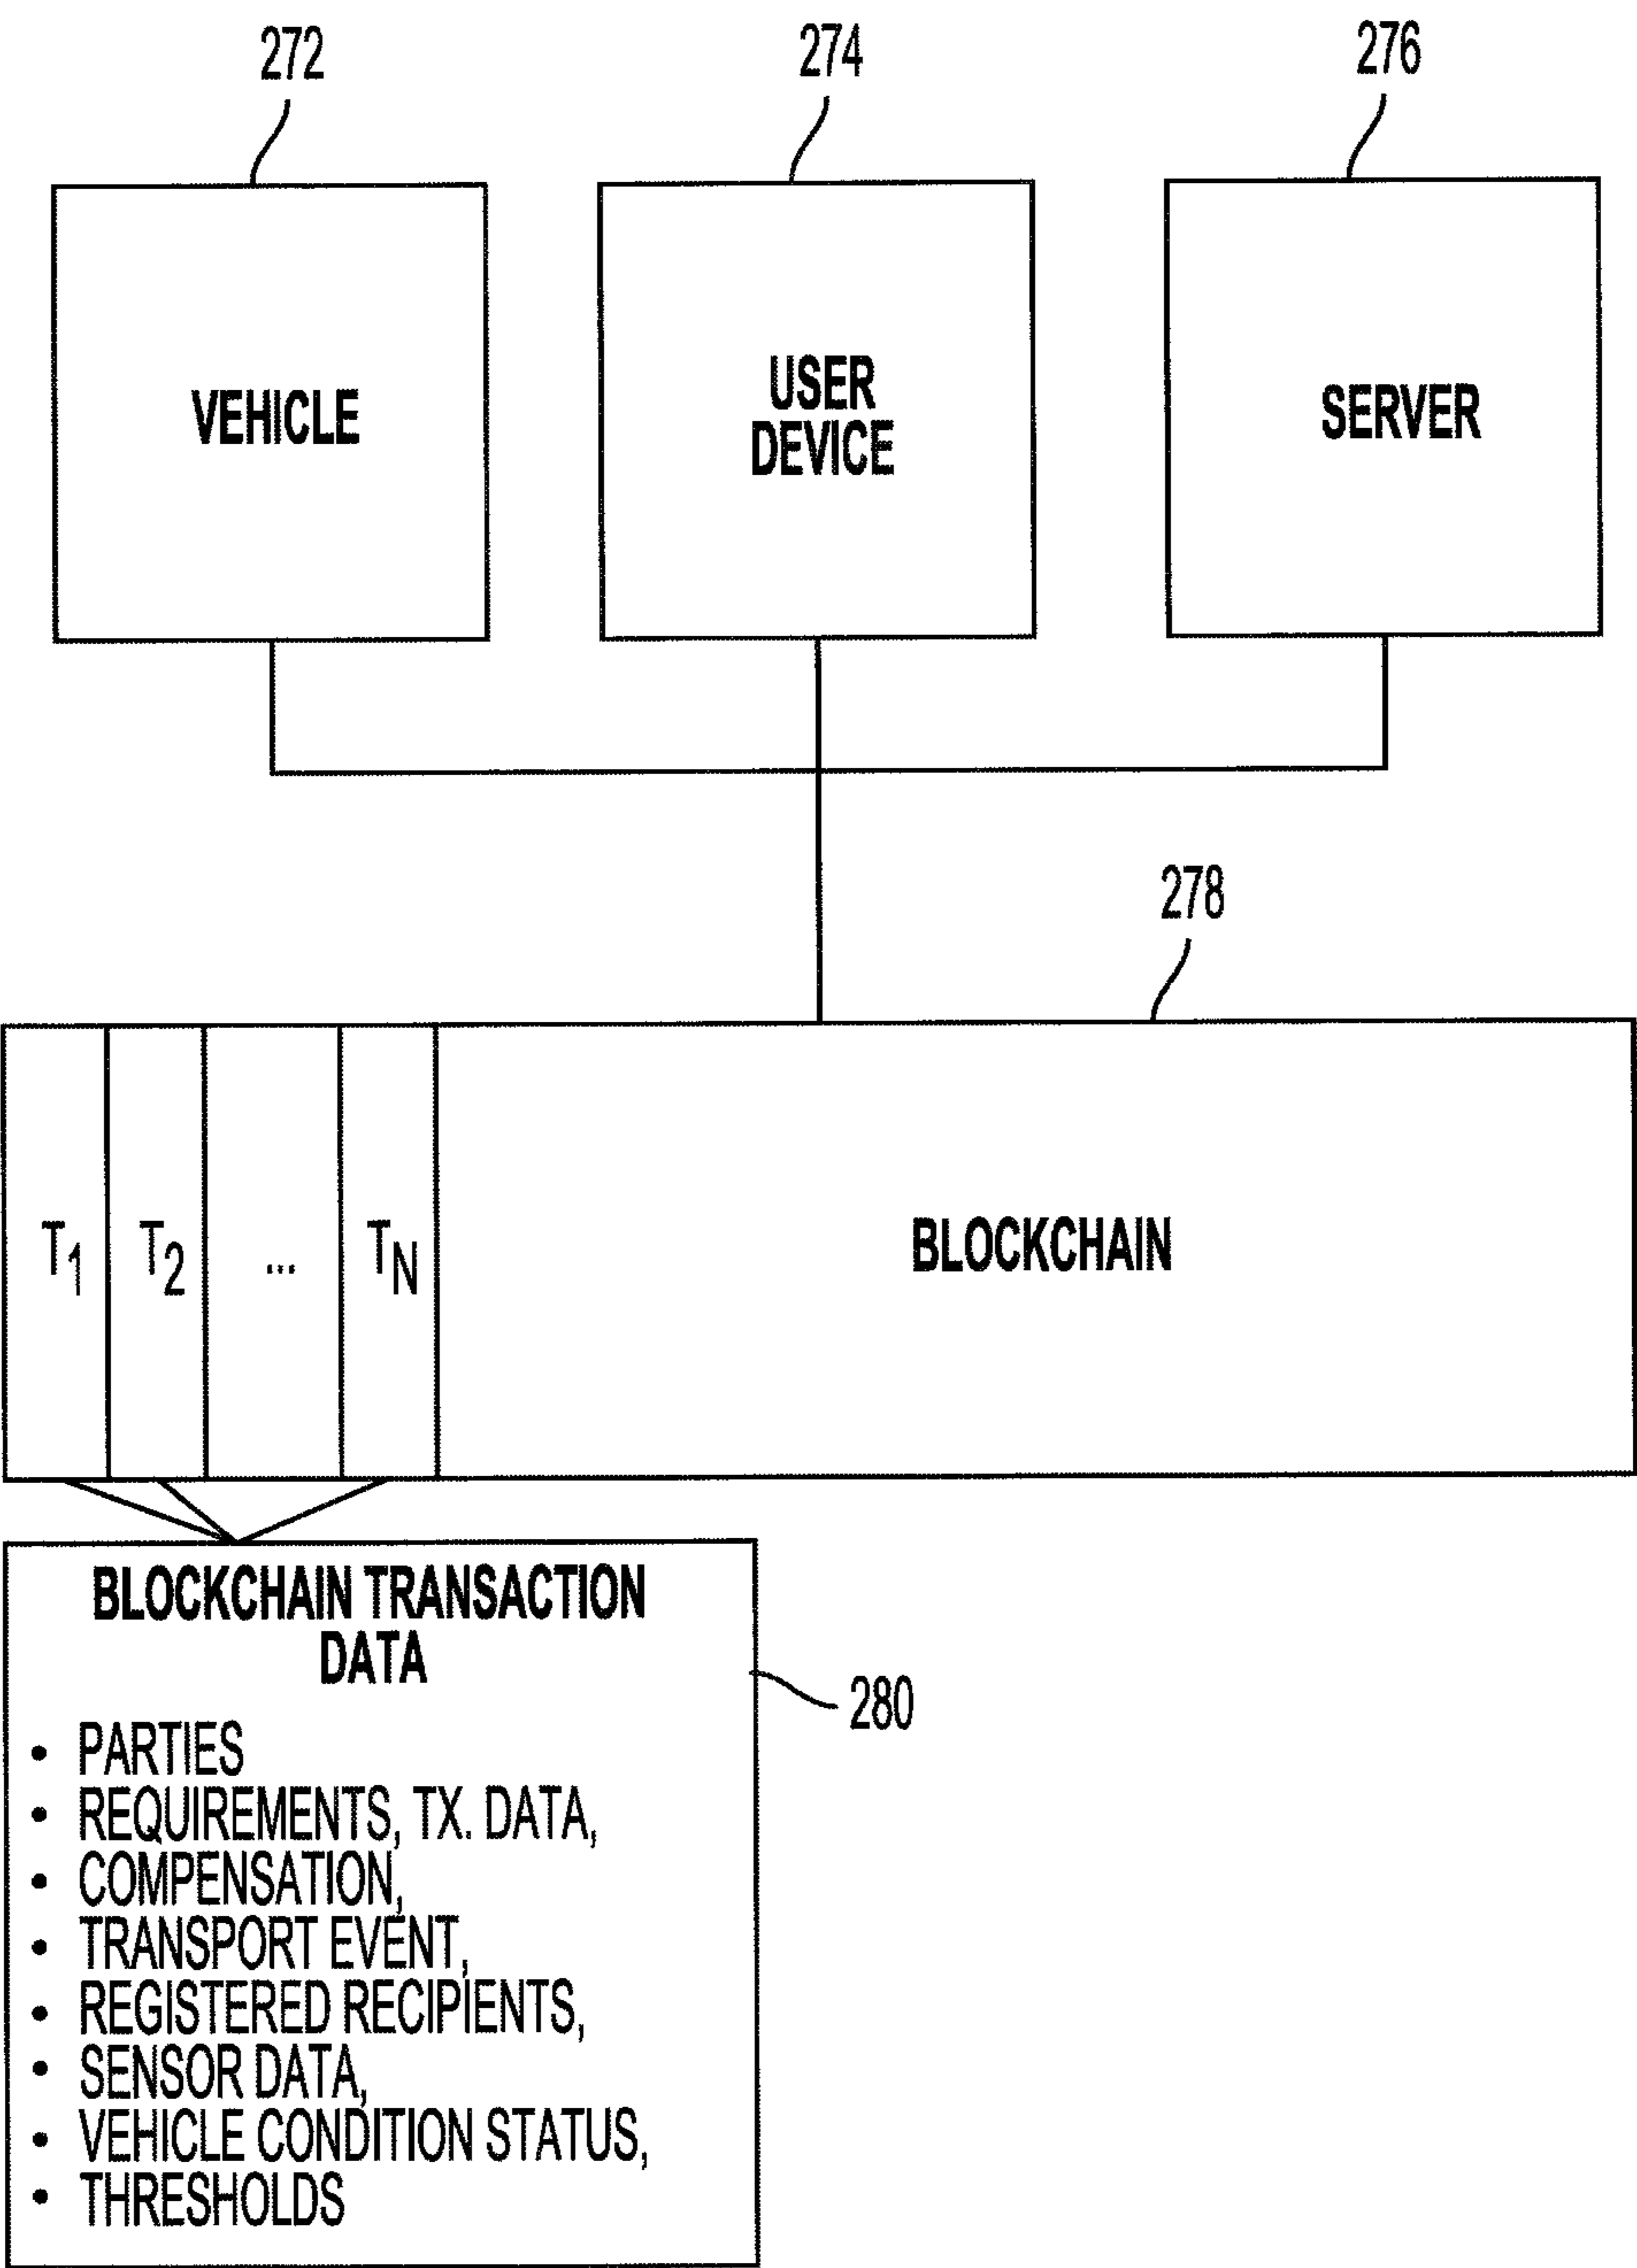 272
274
276
VEHICLE
USER
DEVICE
SERVER
278
T1
T2
...
TN
BLOCKCHAIN
BLOCKCHAIN TRANSACTION
DATA
280
• PARTIES
• REQUIREMENTS, TX. DATA,
• COMPENSATION,
• TRANSPORT EVENT,
• REGISTERED RECIPIENTS,
• SENSOR DATA,
• VEHICLE CONDITION STATUS,
• THRESHOLDS